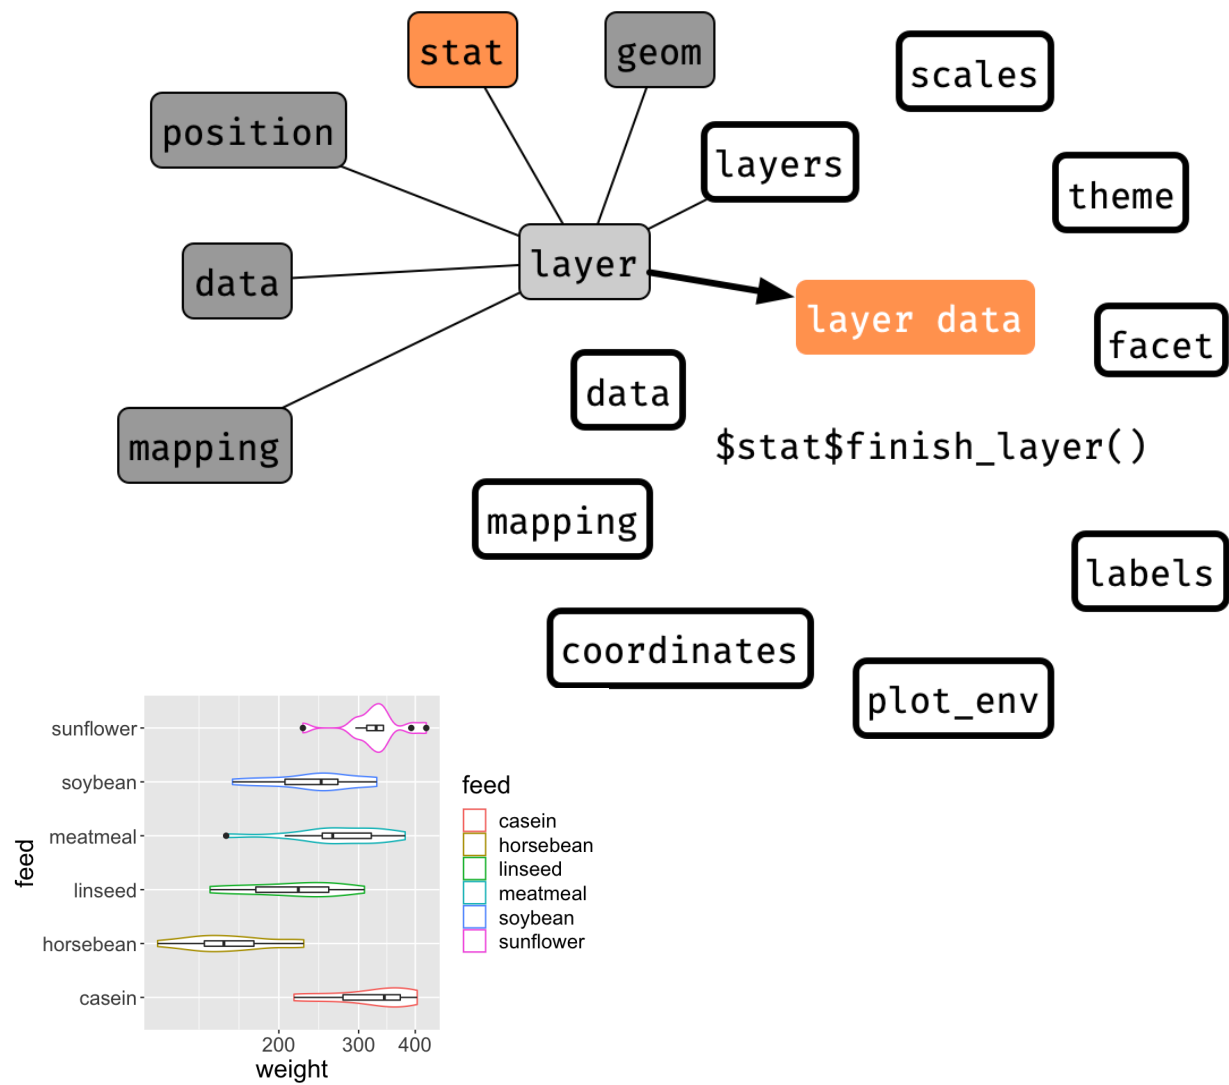 stat
geom
scales
position
layers
theme
layer
data
layer data
facet
data
mapping
$stat$finish_layer()
mapping
labels
coordinates
plot_env
sunflower
soybean
meatmeal
linseed
horsebean
casein
feed
200 300 400
weight
feed
casein
horsebean
linseed
meatmeal
soybean
sunflower